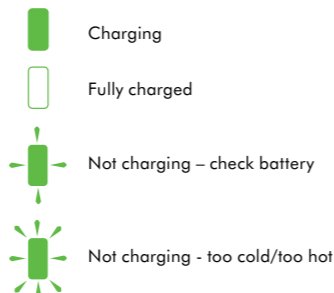 Charging
Fully charged
Not charging – check battery
Not charging - too cold/too hot